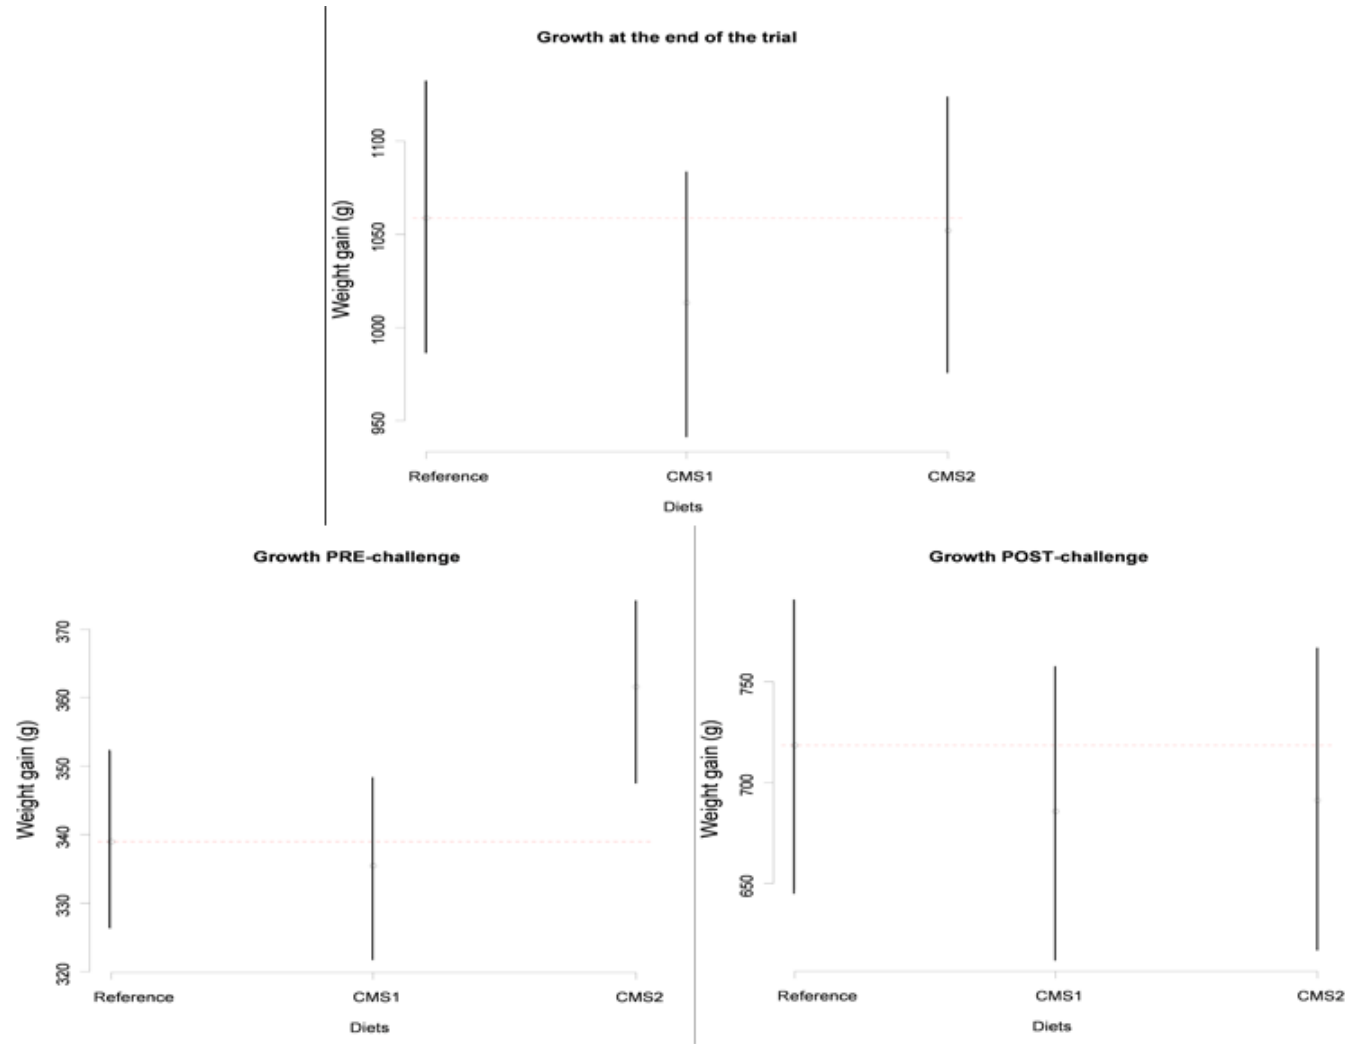 Growth at the end of the trial
Weight gain (g)
1100
1050
1000
950
Reference CMS1 CMS2
Diets
Growth PRE-challenge
Weight gain (g)
370
360
350
340
330
320
Reference CMS1 CMS2
Diets
Growth POST-challenge
Weight gain (g)
750
700
650
Reference CMS1 CMS2
Diets